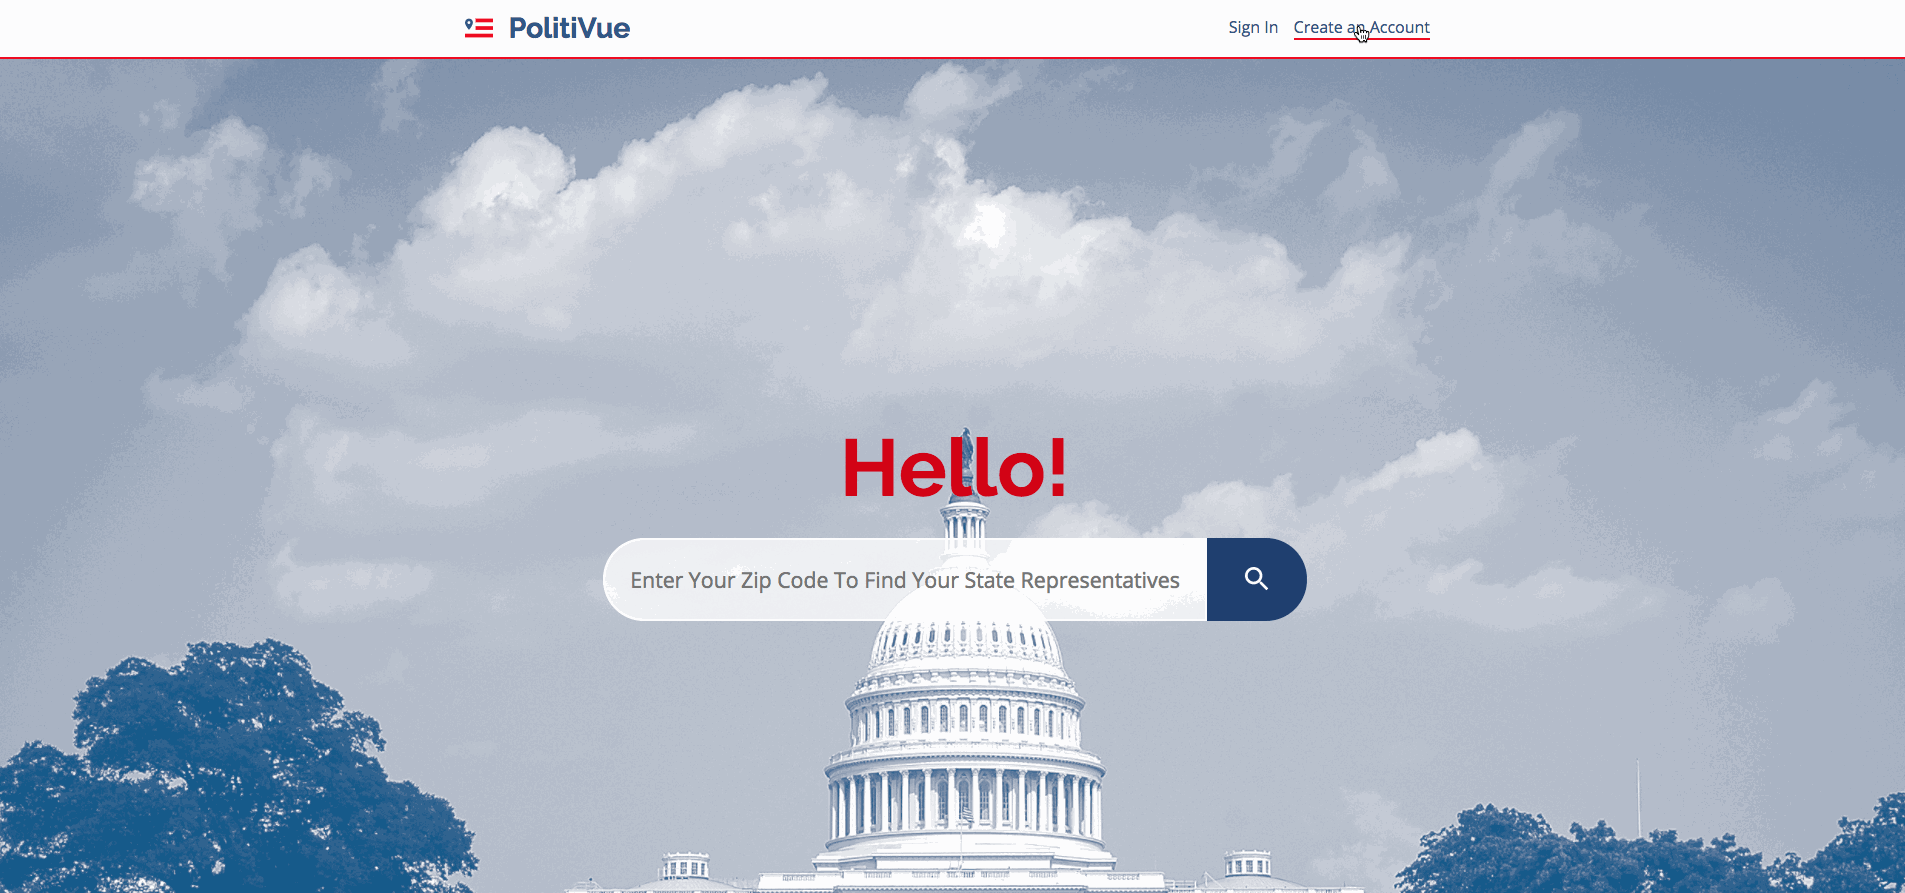 PolitiVue
Sign In Create an Account
Hello!
Enter Your Zip Code To Find Your State Representatives